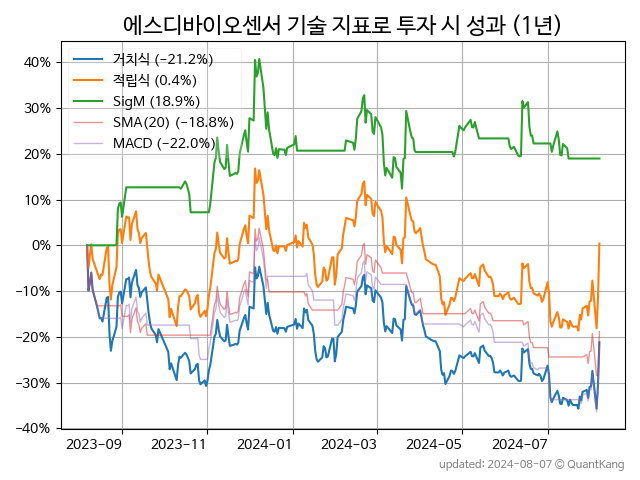 에스디바이오센서 기술 지표로 투자 시 성과 (1년)
거치식 (−21.2%)
적립식 (0.4%)
SigM (18.9%)
SMA(20) (−18.8%)
MACD (−22.0%)
40%
30%
20%
10%
0%
−10%
−20%
−30%
−40%
2023-09 2023-11 2024-01 2024-03 2024-05 2024-07
updated: 2024-08-07 © QuantKang